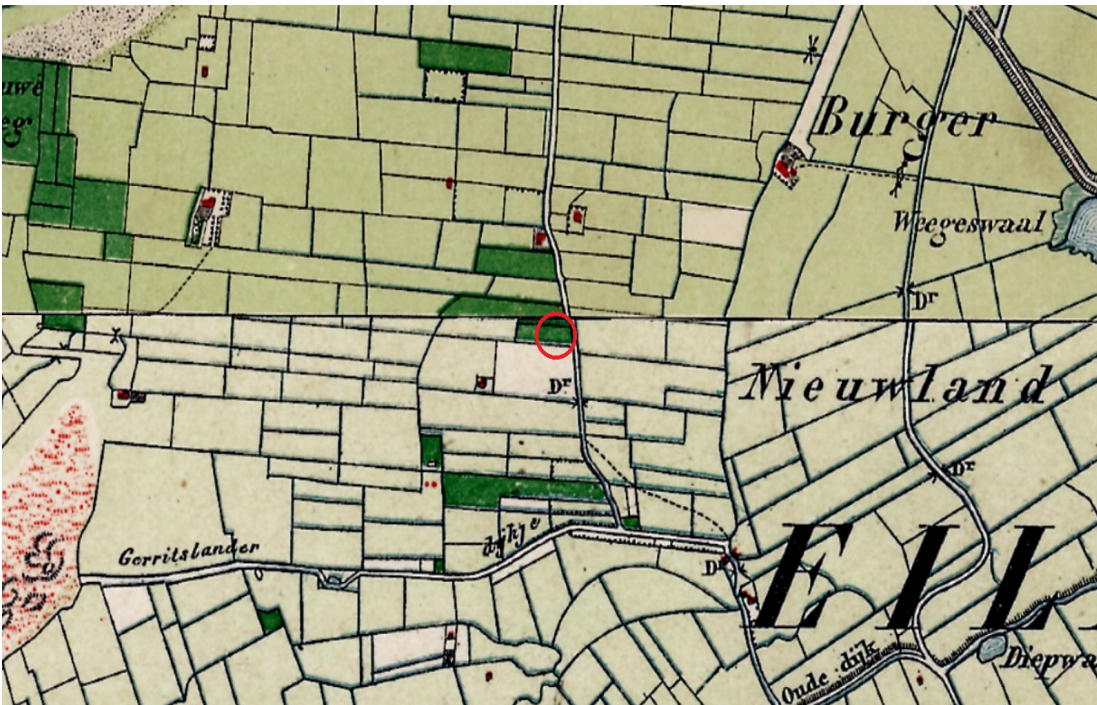 Burger
Weegeswaal
Dr
Nieuwland
Dr
Dr
Gerritslander
dijkje
Dr
EIL
Oude dijk
Diepwa